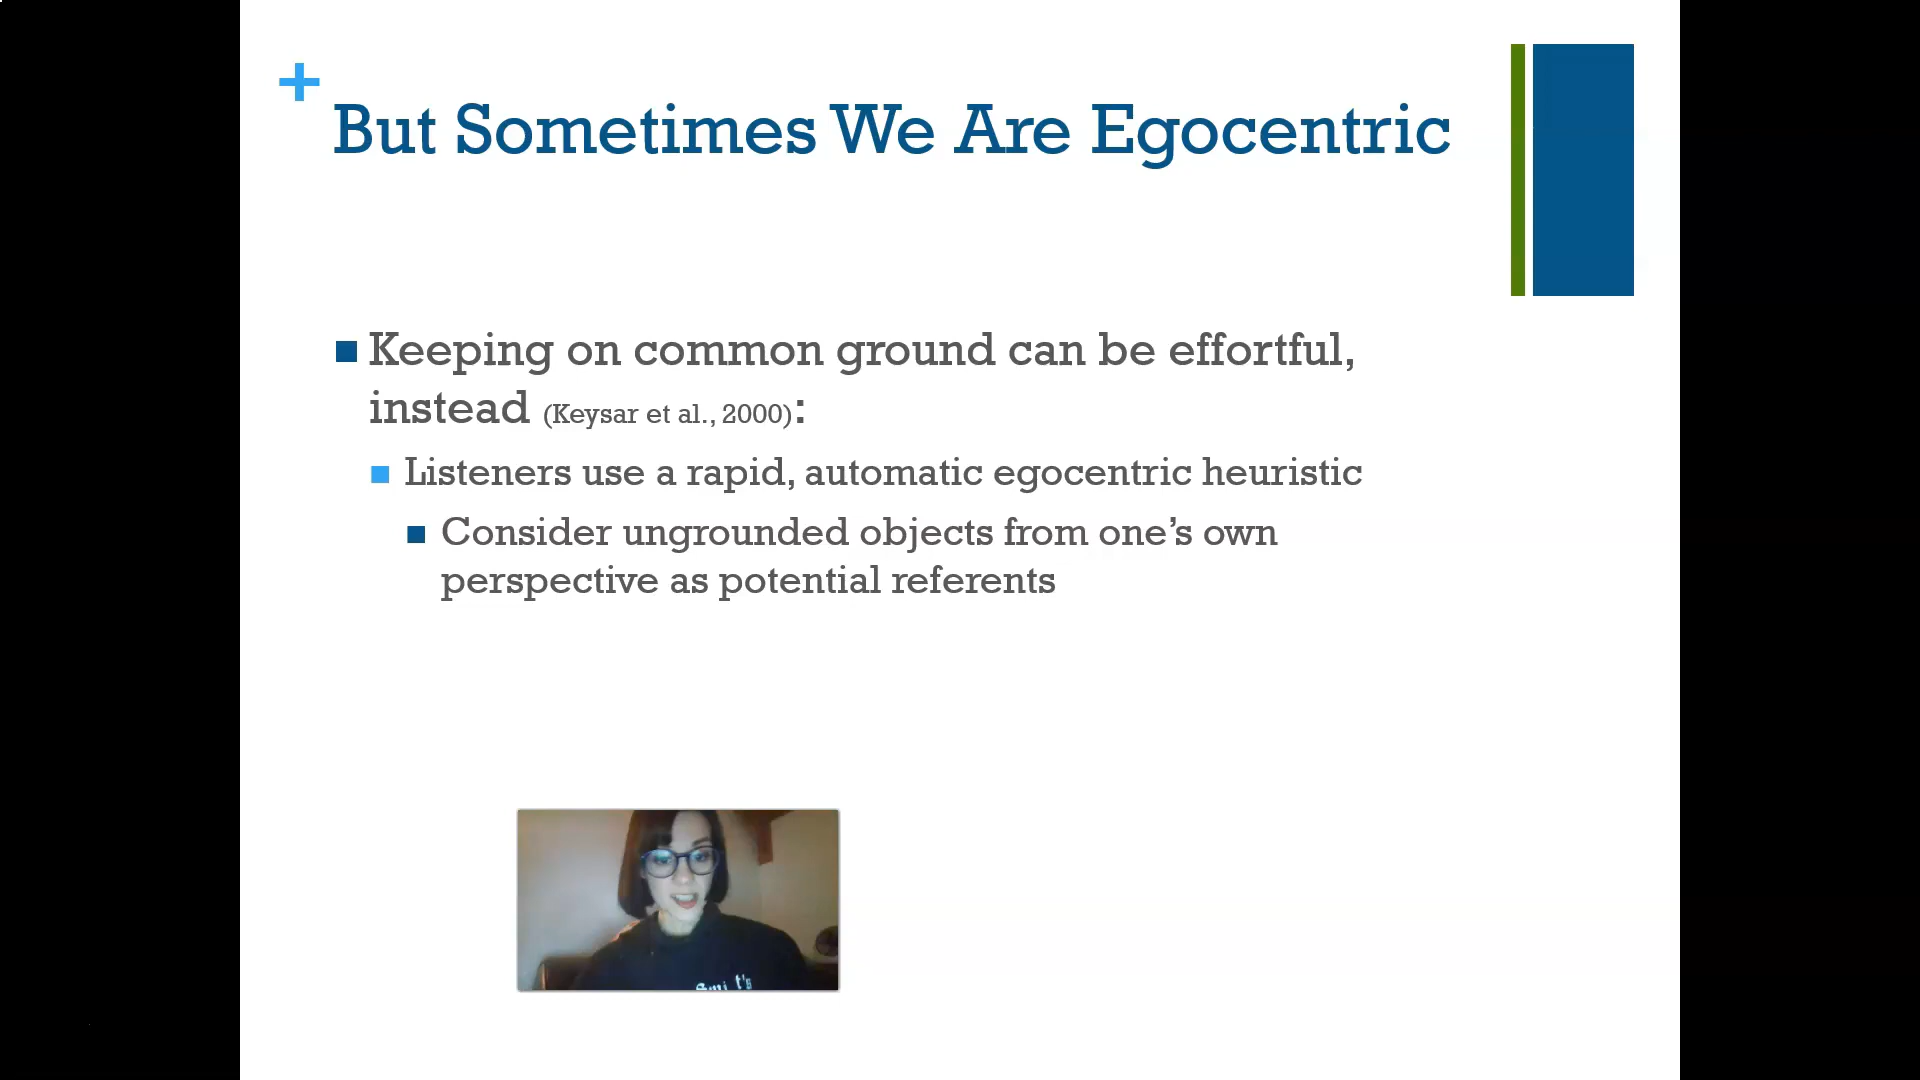 +
But Sometimes We Are Egocentric
Keeping on common ground can be effortful,
instead (Keysar et al., 2000):
Listeners use a rapid, automatic egocentric heuristic
Consider ungrounded objects from one's own
perspective as potential referents